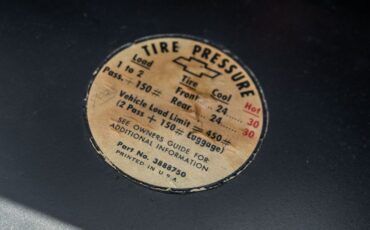 TIRE PRESSURE
Load Tire Cool Hot
1 to 2 Front 24 ..... 30
Pass. + 150# Rear.. 24 ..... 30
Vehicle Load Limit = 450#
(2 Pass + 150# Luggage)
SEE OWNERS GUIDE FOR
ADDITIONAL INFORMATION
Part No. 3888750
PRINTED IN U.S.A.